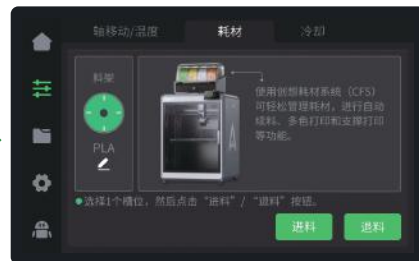 轴移动/温度 耗材 冷却
料架
使用创想耗材系统（CFS）
可轻松管理耗材，进行自动
续料、多色打印和支撑打印
等功能。
PLA
选择1个槽位，然后点击“进料”/“退料”按钮。
进料 退料